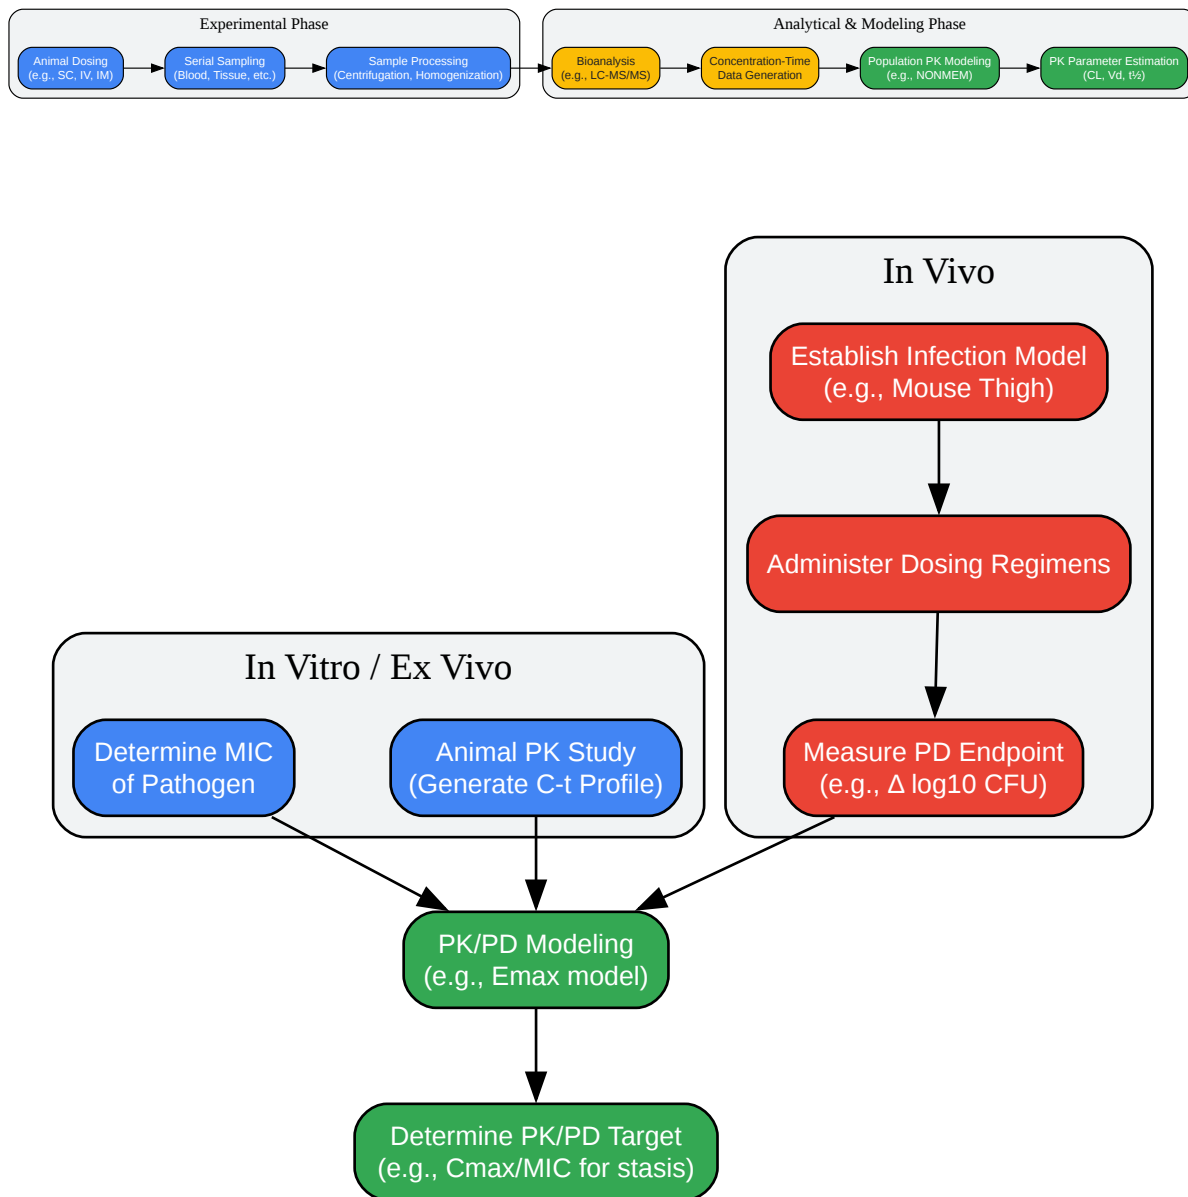 Experimental Phase
Animal Dosing
(e.g., SC, IV, IM)
Serial Sampling
(Blood, Tissue, etc.)
Sample Processing
(Centrifugation, Homogenization)
Analytical & Modeling Phase
Bioanalysis
(e.g., LC-MS/MS)
Concentration-Time
Data Generation
Population PK Modeling
(e.g., NONMEM)
PK Parameter Estimation
(CL, Vd, t½)
In Vivo
Establish Infection Model
(e.g., Mouse Thigh)
Administer Dosing Regimens
Measure PD Endpoint
(e.g., Δ log10 CFU)
In Vitro / Ex Vivo
Determine MIC
of Pathogen
Animal PK Study
(Generate C-t Profile)
PK/PD Modeling
(e.g., Emax model)
Determine PK/PD Target
(e.g., Cmax/MIC for stasis)